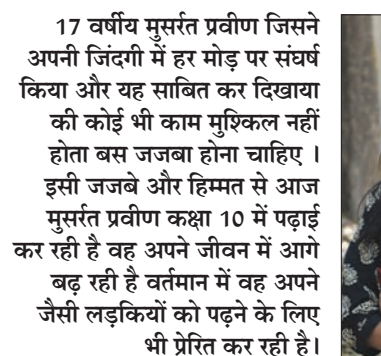 17 वर्षीय मुसर्रत प्रवीण जिसने
अपनी जिंदगी में हर मोड़ पर संघर्ष
किया और यह साबित कर दिखाया
की कोई भी काम मुश्किल नहीं
होता बस जजबा होना चाहिए ।
इसी जजबे और हिम्मत से आज
मुसर्रत प्रवीण कक्षा 10 में पढ़ाई
कर रही है वह अपने जीवन में आगे
बढ़ रही है वर्तमान में वह अपने
जैसी लड़कियों को पढ़ने के लिए
भी प्रेरित कर रही है।